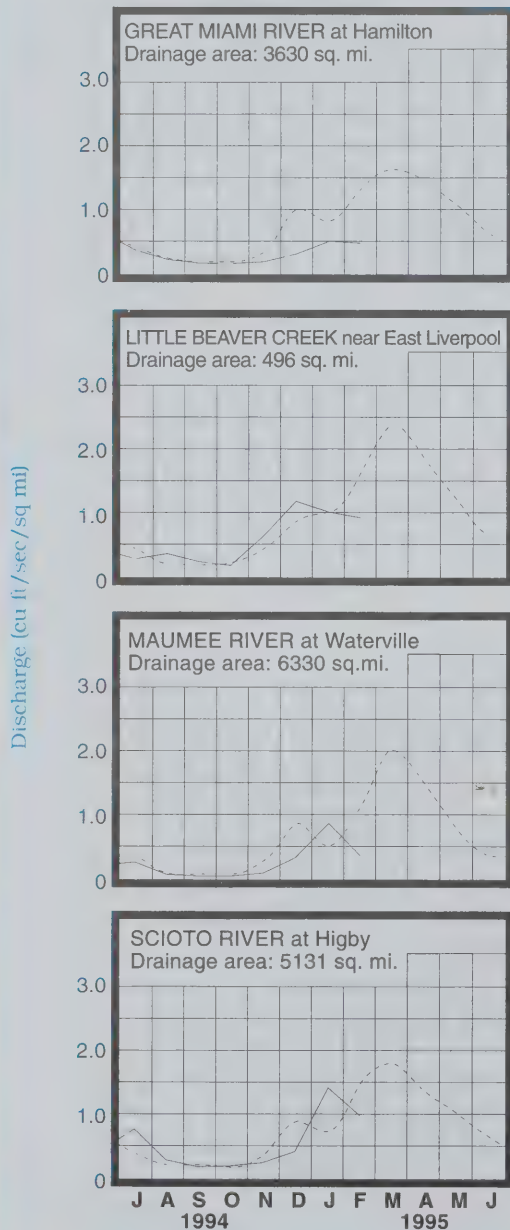 GREAT MIAMI RIVER at Hamilton
Drainage area: 3630 sq. mi.
3.0
2.0
1.0
0
LITTLE BEAVER CREEK near East Liverpool
Drainage area: 496 sq. mi.
3.0
2.0
1.0
0
Discharge (cu ft/sec/sq mi)
MAUMEE RIVER at Waterville
Drainage area: 6330 sq.mi.
3.0
2.0
1.0
0
SCIOTO RIVER at Higby
Drainage area: 5131 sq. mi.
3.0
2.0
1.0
0
J A S O N D J F M A M J
1994 1995